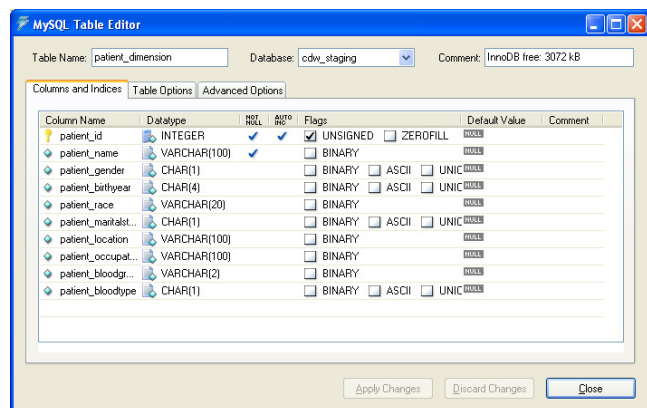 MySQL Table Editor
Table Name: patient_dimension Database: cdw_staging Comment: InnoDB free: 3072 kB
Columns and Indices Table Options Advanced Options
Column Name Datatype NOT NULL AUTO INC Flags Default Value Comment
patient_id INTEGER UNSIGNED ZEROFILL NULL
patient_name VARCHAR(100) BINARY NULL
patient_gender CHAR(1) BINARY ASCII UNIC NULL
patient_birthyear CHAR(4) BINARY ASCII UNIC NULL
patient_race VARCHAR(20) BINARY NULL
patient_maritalst... CHAR(1) BINARY ASCII UNIC NULL
patient_location VARCHAR(100) BINARY NULL
patient_occupat... VARCHAR(100) BINARY NULL
patient_bloodgr... VARCHAR(2) BINARY NULL
patient_bloodtype CHAR(1) BINARY ASCII UNIC NULL
Apply Changes Discard Changes Close